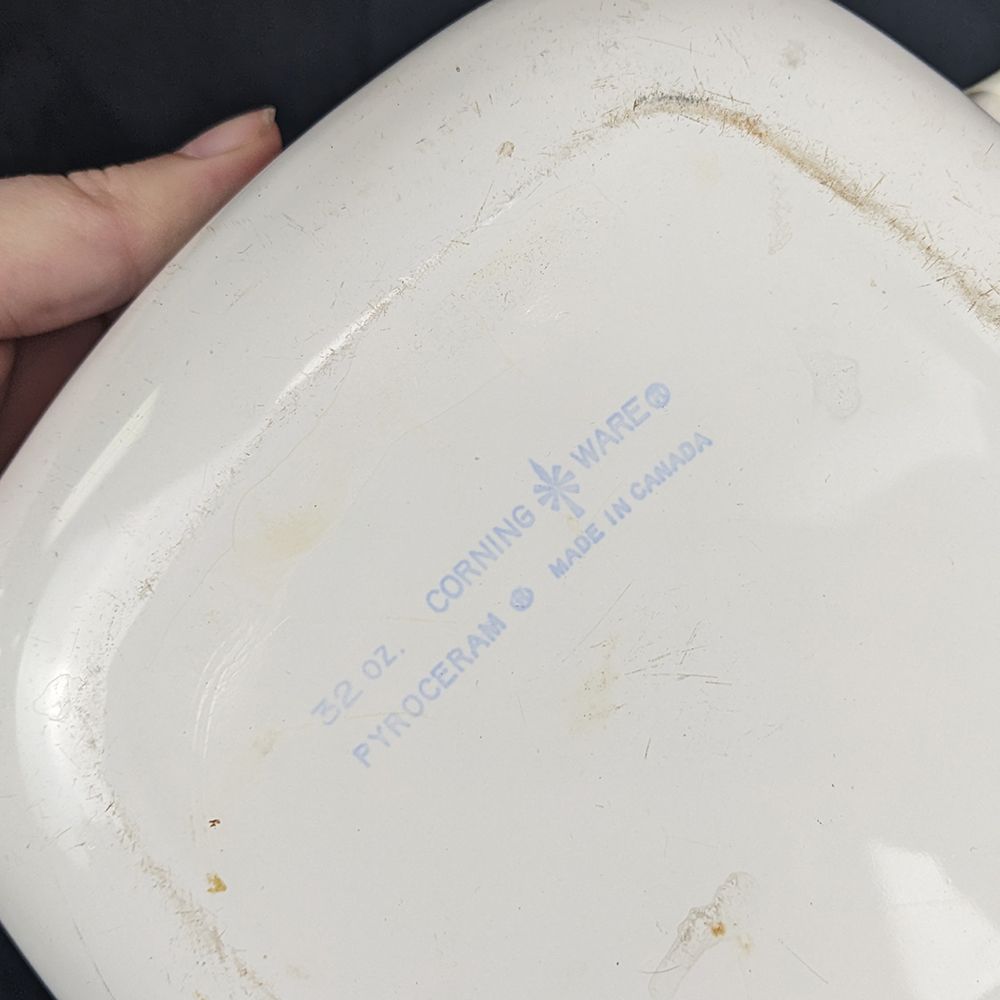 32 OZ. CORNING WARE®
PYROCERAM ® MADE IN CANADA